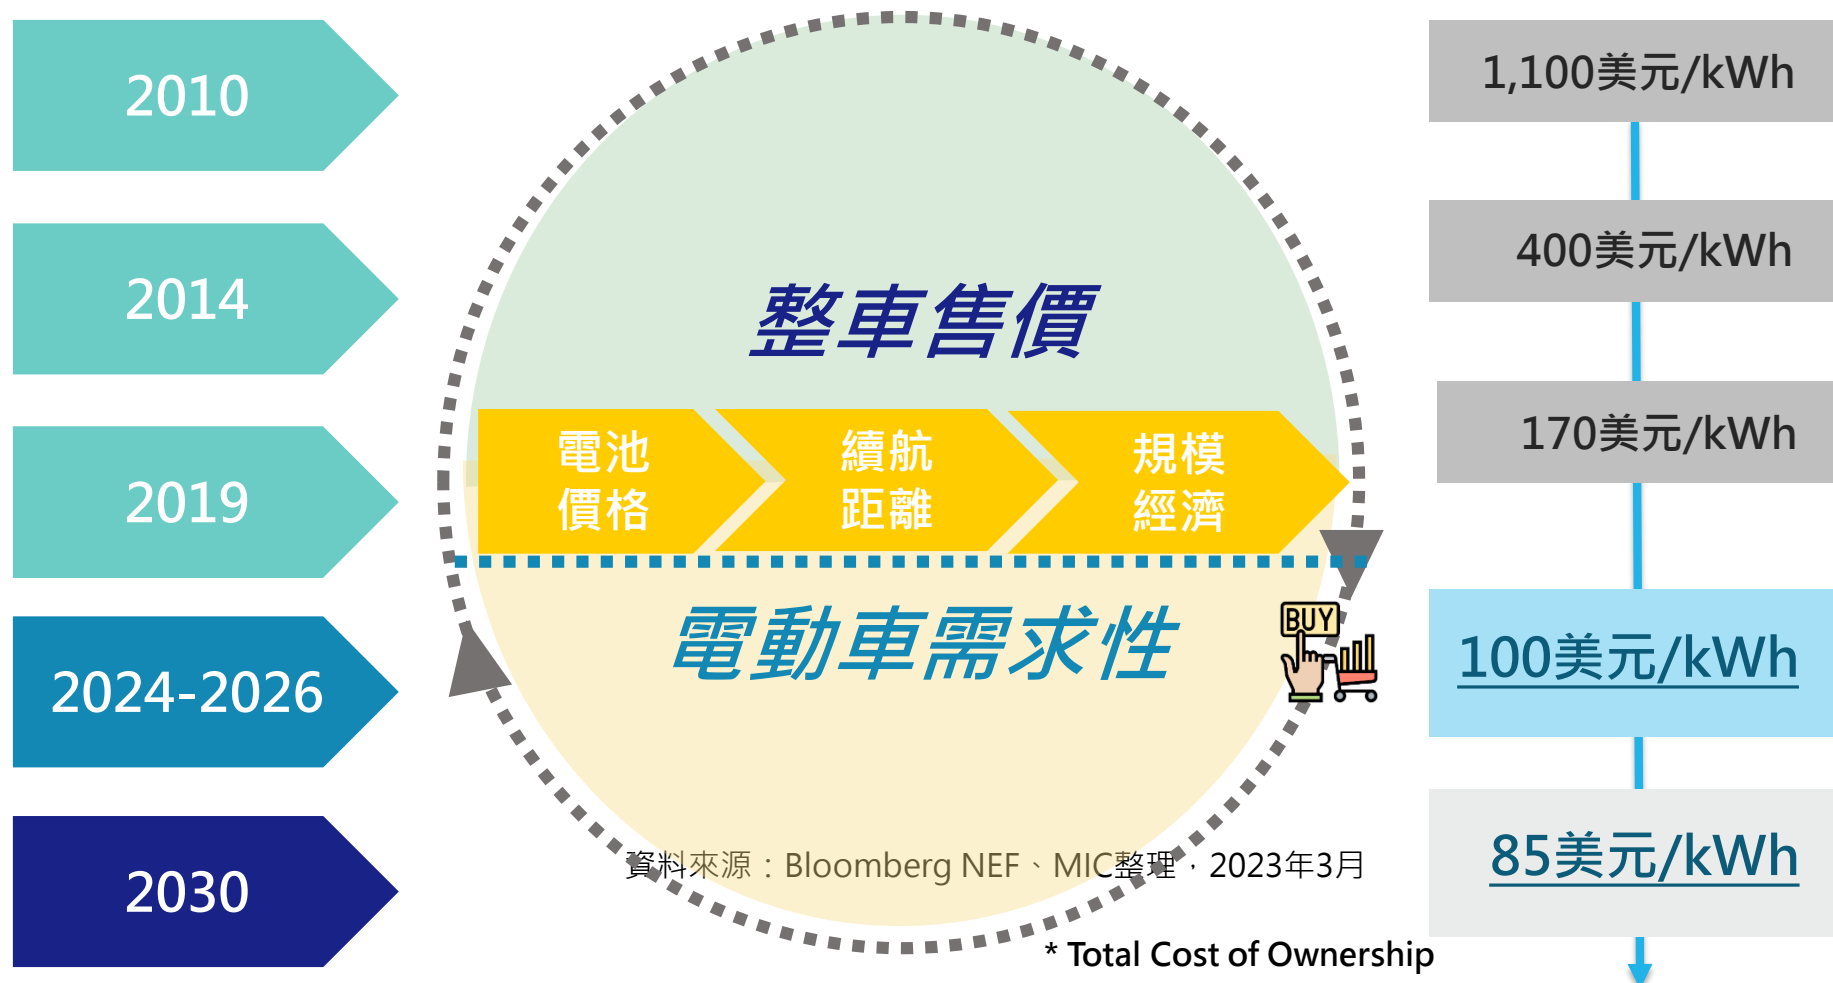 2010
1,100美元/kWh
2014
400美元/kWh
整車售價
2019
電池
價格
續航
距離
規模
經濟
170美元/kWh
電動車需求性
BUY
2024-2026
100美元/kWh
2030
85美元/kWh
資料來源：Bloomberg NEF、MIC整理，2023年3月
* Total Cost of Ownership